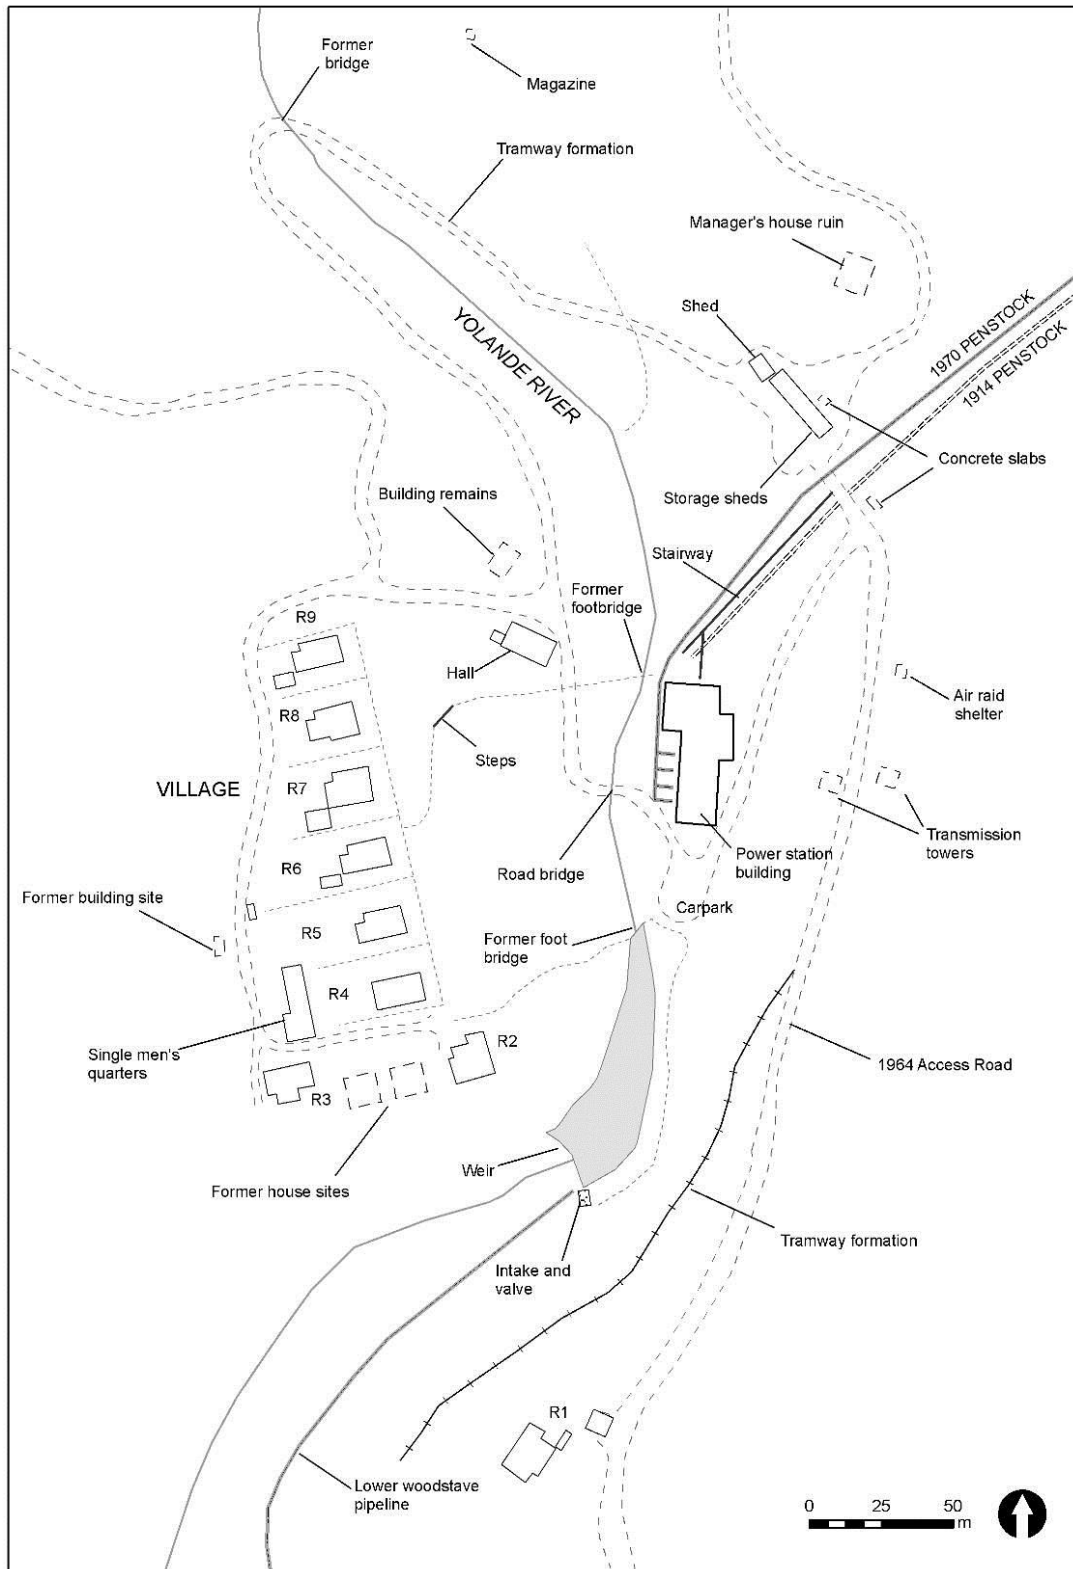 Former
bridge
Magazine
Tramway formation
Manager's house ruin
Shed
YOLANDE RIVER
1970 PENSTOCK
1914 PENSTOCK
Concrete slabs
Storage sheds
Building remains
Stairway
Former
footbridge
R9
Hall
Air raid
shelter
R8
Steps
VILLAGE
R7
Transmission
towers
Power station
building
Road bridge
R6
Former building site
Carpark
R5
Former foot
bridge
R4
R2
Single men's
quarters
1964 Access Road
R3
Weir
Former house sites
Tramway formation
Intake and
valve
R1
Lower woodstave
pipeline
0 25 50
m